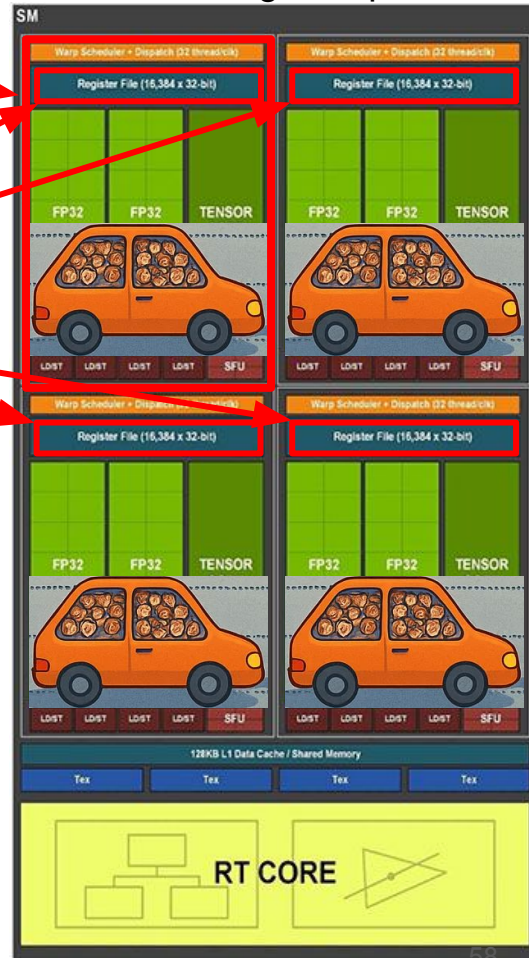 SM
Warp Scheduler + Dispatch (32 thread/clk)
Register File (16,384 x 32-bit)
FP32 FP32 TENSOR
LD/ST LD/ST LD/ST LD/ST SFU
Warp Scheduler + Dispatch (32 thread/clk)
Register File (16,384 x 32-bit)
FP32 FP32 TENSOR
LD/ST LD/ST LD/ST LD/ST SFU
Warp Scheduler + Dispatch (32 thread/clk)
Register File (16,384 x 32-bit)
FP32 FP32 TENSOR
LD/ST LD/ST LD/ST LD/ST SFU
Warp Scheduler + Dispatch (32 thread/clk)
Register File (16,384 x 32-bit)
FP32 FP32 TENSOR
LD/ST LD/ST LD/ST LD/ST SFU
128KB L1 Data Cache / Shared Memory
Tex Tex Tex Tex
RT CORE
58